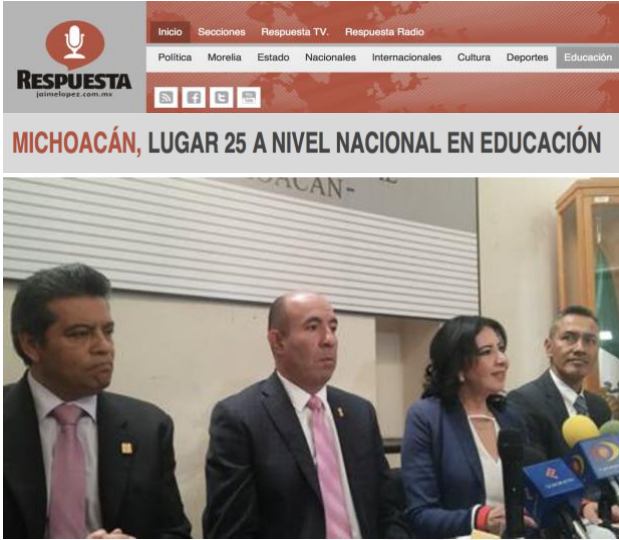 Inicio Secciones Respuesta TV. Respuesta Radio
Política Morelia Estado Nacionales Internacionales Cultura Deportes Educación
RESPUESTA
jaimelopez.com.mx
MICHOACÁN, LUGAR 25 A NIVEL NACIONAL EN EDUCACIÓN